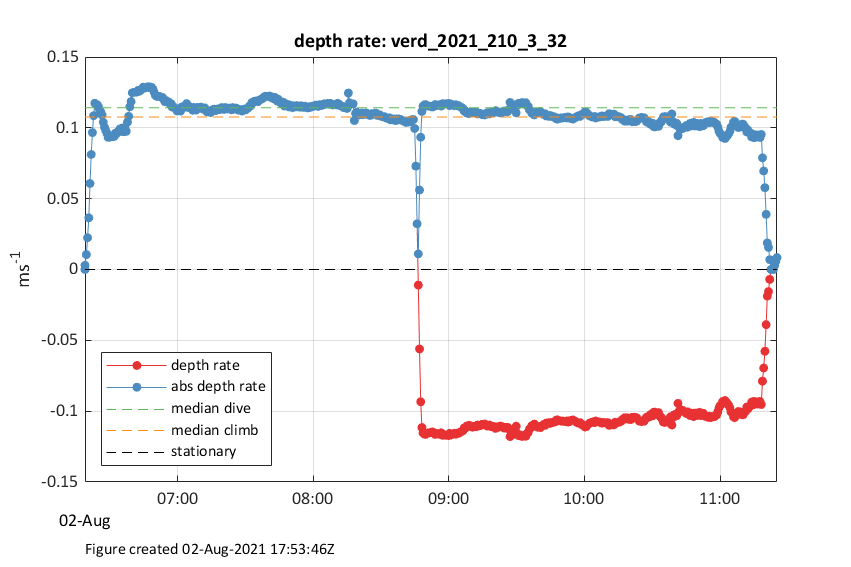 depth rate: verd_2021_210_3_32
0.15
0.1
0.05
0
-0.05
-0.1
-0.15
ms-1
depth rate
abs depth rate
median dive
median climb
stationary
07:00 08:00 09:00 10:00 11:00
02-Aug
Figure created 02-Aug-2021 17:53:46Z